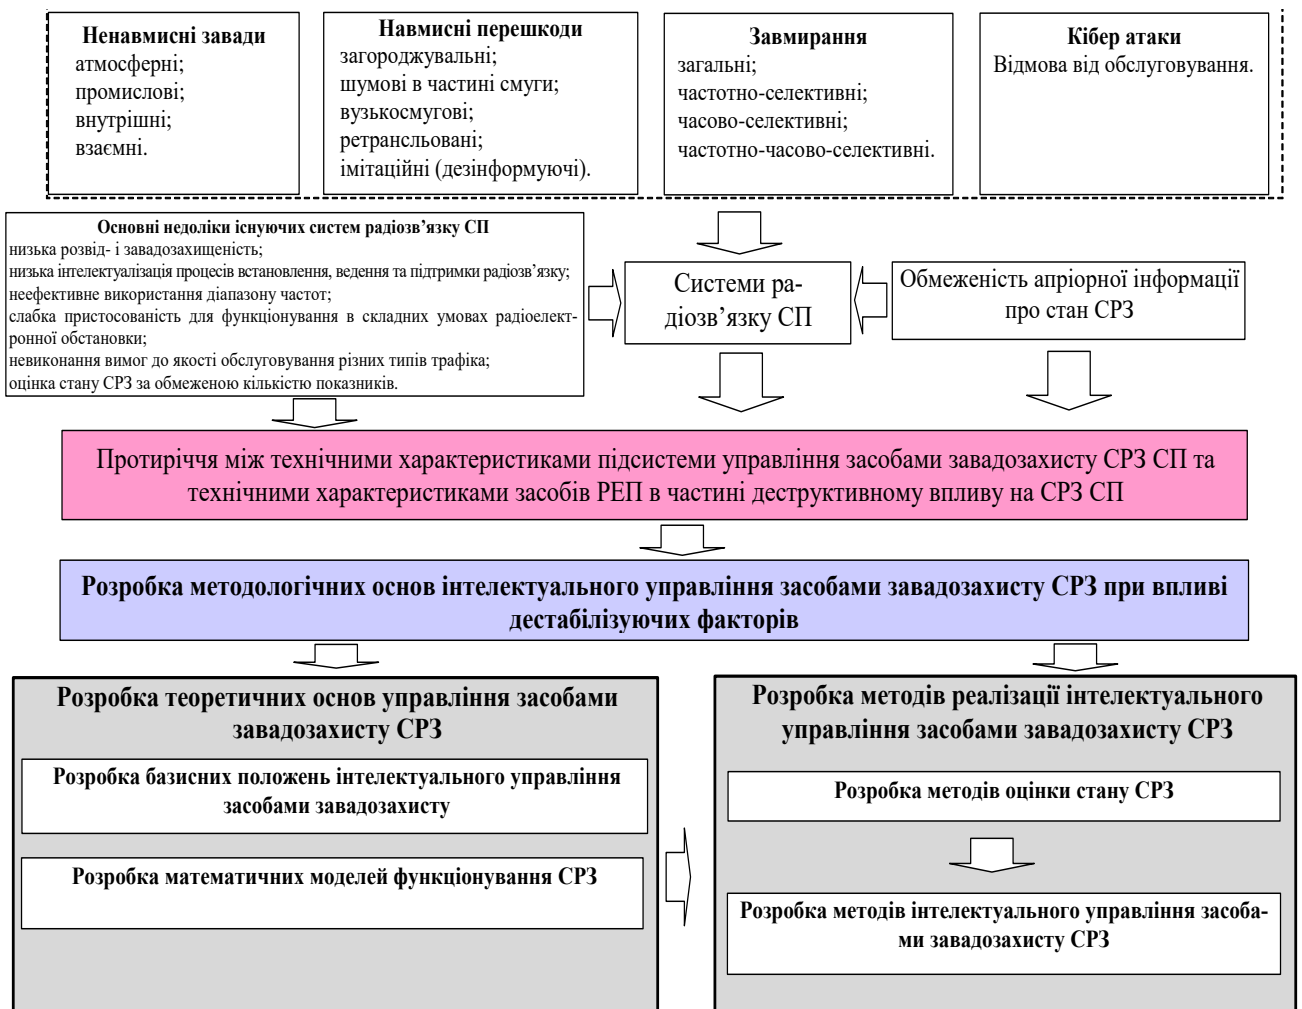 Ненавмисні завади
атмосферні;
промислові;
внутрішні;
взаємні.
Навмисні перешкоди
загороджувальні;
шумові в частині смуги;
вузькосмугові;
ретрансльовані;
імітаційні (дезінформуючі).
Завмирання
загальні;
частотно-селективні;
часово-селективні;
частотно-часово-селективні.
Кібер атаки
Відмова від обслуговування.
Основні недоліки існуючих систем радіозв’язку СП
низька розвід- і завадозахищеність;
низька інтелектуалізація процесів встановлення, ведення та підтримки радіозв’язку;
неефективне використання діапазону частот;
слабка пристосованість для функціонування в складних умовах радіоелект-
ронної обстановки;
невиконання вимог до якості обслуговування різних типів трафіка;
оцінка стану СРЗ за обмеженою кількістю показників.
Системи ра-
діозв’язку СП
Обмеженість апріорної інформації
про стан СРЗ
Протиріччя між технічними характеристиками підсистеми управління засобами завадозахисту СРЗ СП та
технічними характеристиками засобів РЕП в частині деструктивному впливу на СРЗ СП
Розробка методологічних основ інтелектуального управління засобами завадозахисту СРЗ при впливі
дестабілізуючих факторів
Розробка теоретичних основ управління засобами
завадозахисту СРЗ
Розробка базисних положень інтелектуального управління
засобами завадозахисту
Розробка математичних моделей функціонування СРЗ
Розробка методів реалізації інтелектуального
управління засобами завадозахисту СРЗ
Розробка методів оцінки стану СРЗ
Розробка методів інтелектуального управління засоба-
ми завадозахисту СРЗ